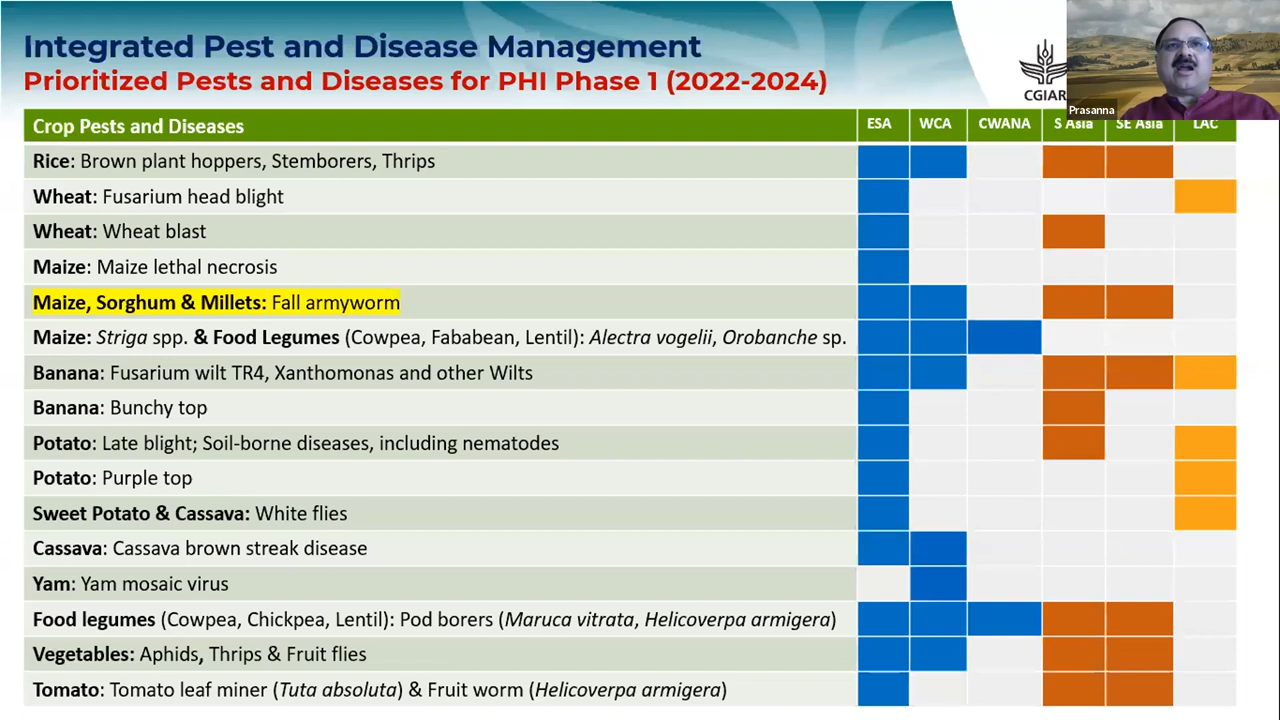 Integrated Pest and Disease Management
Prioritized Pests and Diseases for PHI Phase 1 (2022-2024)
CGIAR
Prasanna
Crop Pests and Diseases ESA WCA CWANA S Asia SE Asia LAC
Rice: Brown plant hoppers, Stemborers, Thrips
Wheat: Fusarium head blight
Wheat: Wheat blast
Maize: Maize lethal necrosis
Maize, Sorghum & Millets: Fall armyworm
Maize: Striga spp. & Food Legumes (Cowpea, Fababean, Lentil): Alectra vogelii, Orobanche sp.
Banana: Fusarium wilt TR4, Xanthomonas and other Wilts
Banana: Bunchy top
Potato: Late blight; Soil-borne diseases, including nematodes
Potato: Purple top
Sweet Potato & Cassava: White flies
Cassava: Cassava brown streak disease
Yam: Yam mosaic virus
Food legumes (Cowpea, Chickpea, Lentil): Pod borers (Maruca vitrata, Helicoverpa armigera)
Vegetables: Aphids, Thrips & Fruit flies
Tomato: Tomato leaf miner (Tuta absoluta) & Fruit worm (Helicoverpa armigera)